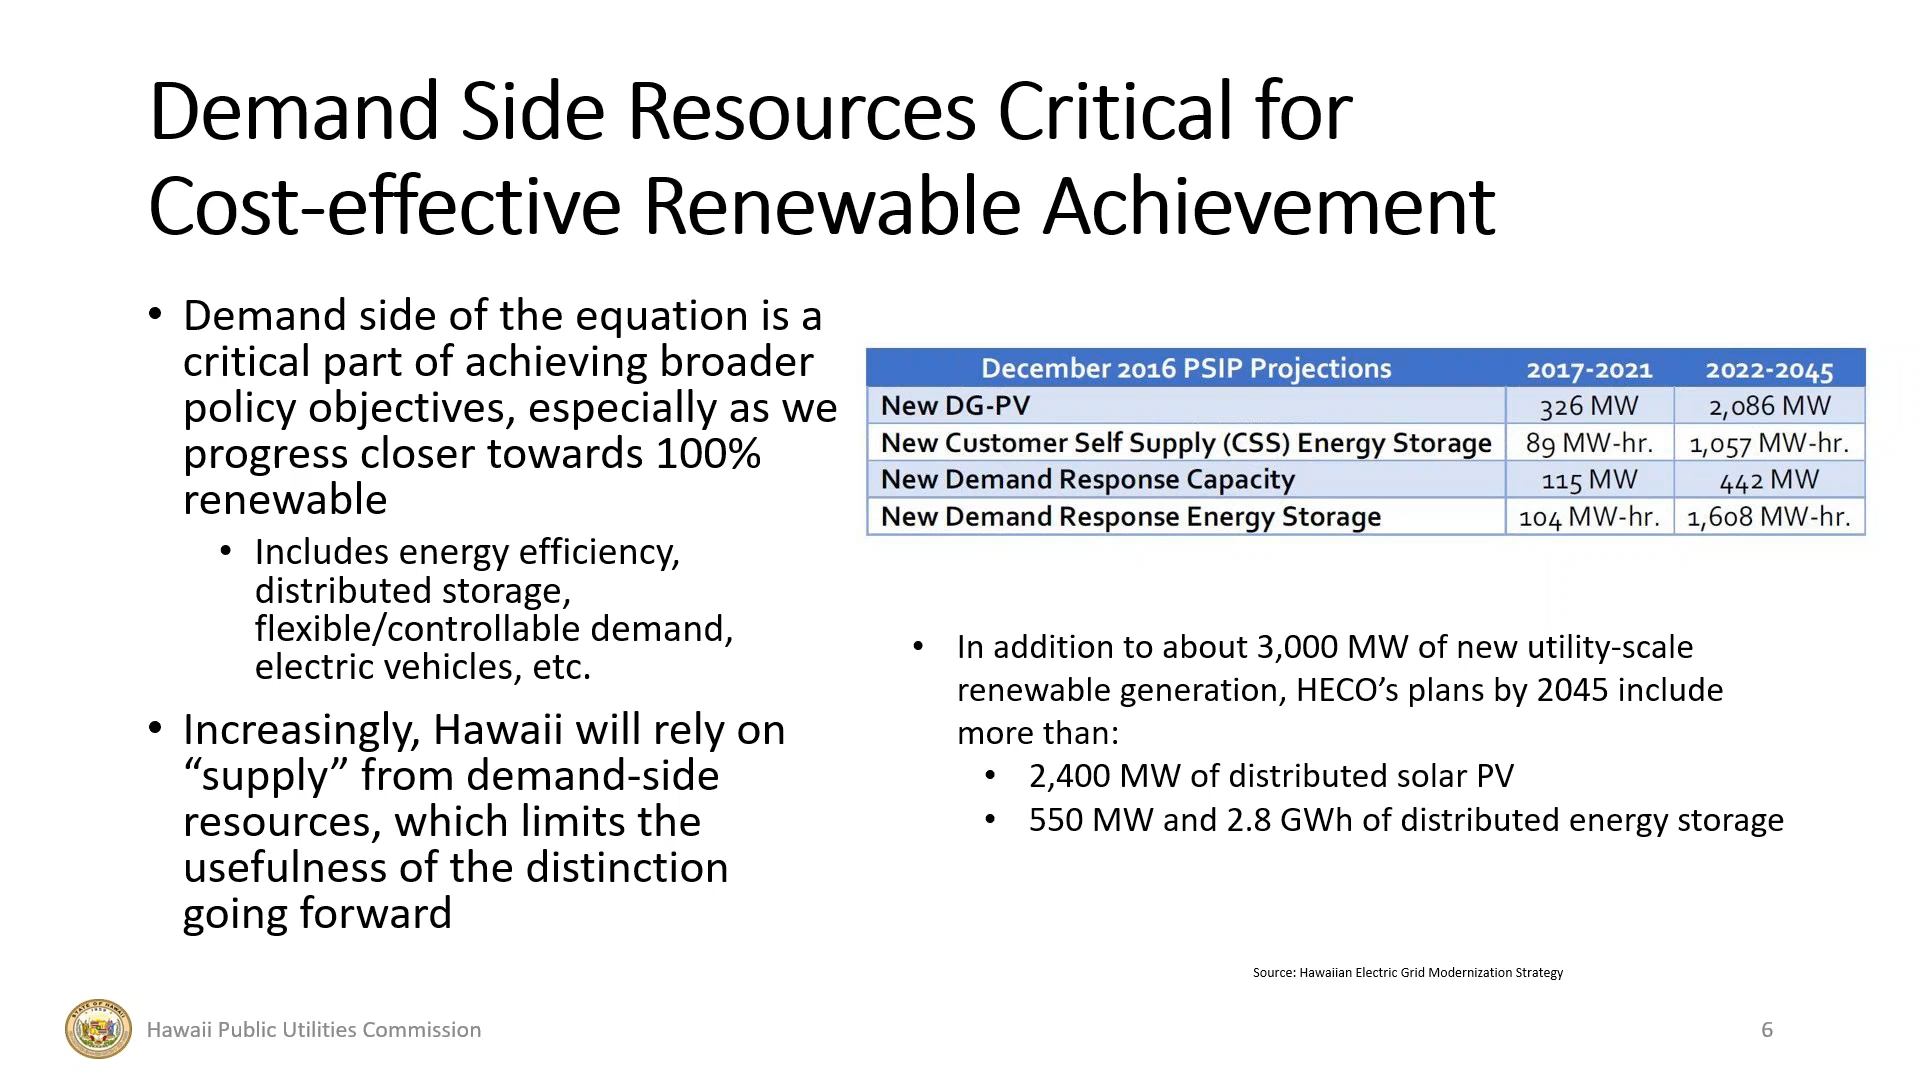 Demand Side Resources Critical for
Cost-effective Renewable Achievement
• Demand side of the equation is a
critical part of achieving broader
policy objectives, especially as we
progress closer towards 100%
renewable
• Includes energy efficiency,
distributed storage,
flexible/controllable demand,
electric vehicles, etc.
• Increasingly, Hawaii will rely on
“supply” from demand-side
resources, which limits the
usefulness of the distinction
going forward
December 2016 PSIP Projections 2017-2021 2022-2045
New DG-PV 326 MW 2,086 MW
New Customer Self Supply (CSS) Energy Storage 89 MW-hr. 1,057 MW-hr.
New Demand Response Capacity 115 MW 442 MW
New Demand Response Energy Storage 104 MW-hr. 1,608 MW-hr.
• In addition to about 3,000 MW of new utility-scale
renewable generation, HECO’s plans by 2045 include
more than:
• 2,400 MW of distributed solar PV
• 550 MW and 2.8 GWh of distributed energy storage
Source: Hawaiian Electric Grid Modernization Strategy
STATE OF HAWAII
Hawaii Public Utilities Commission
6